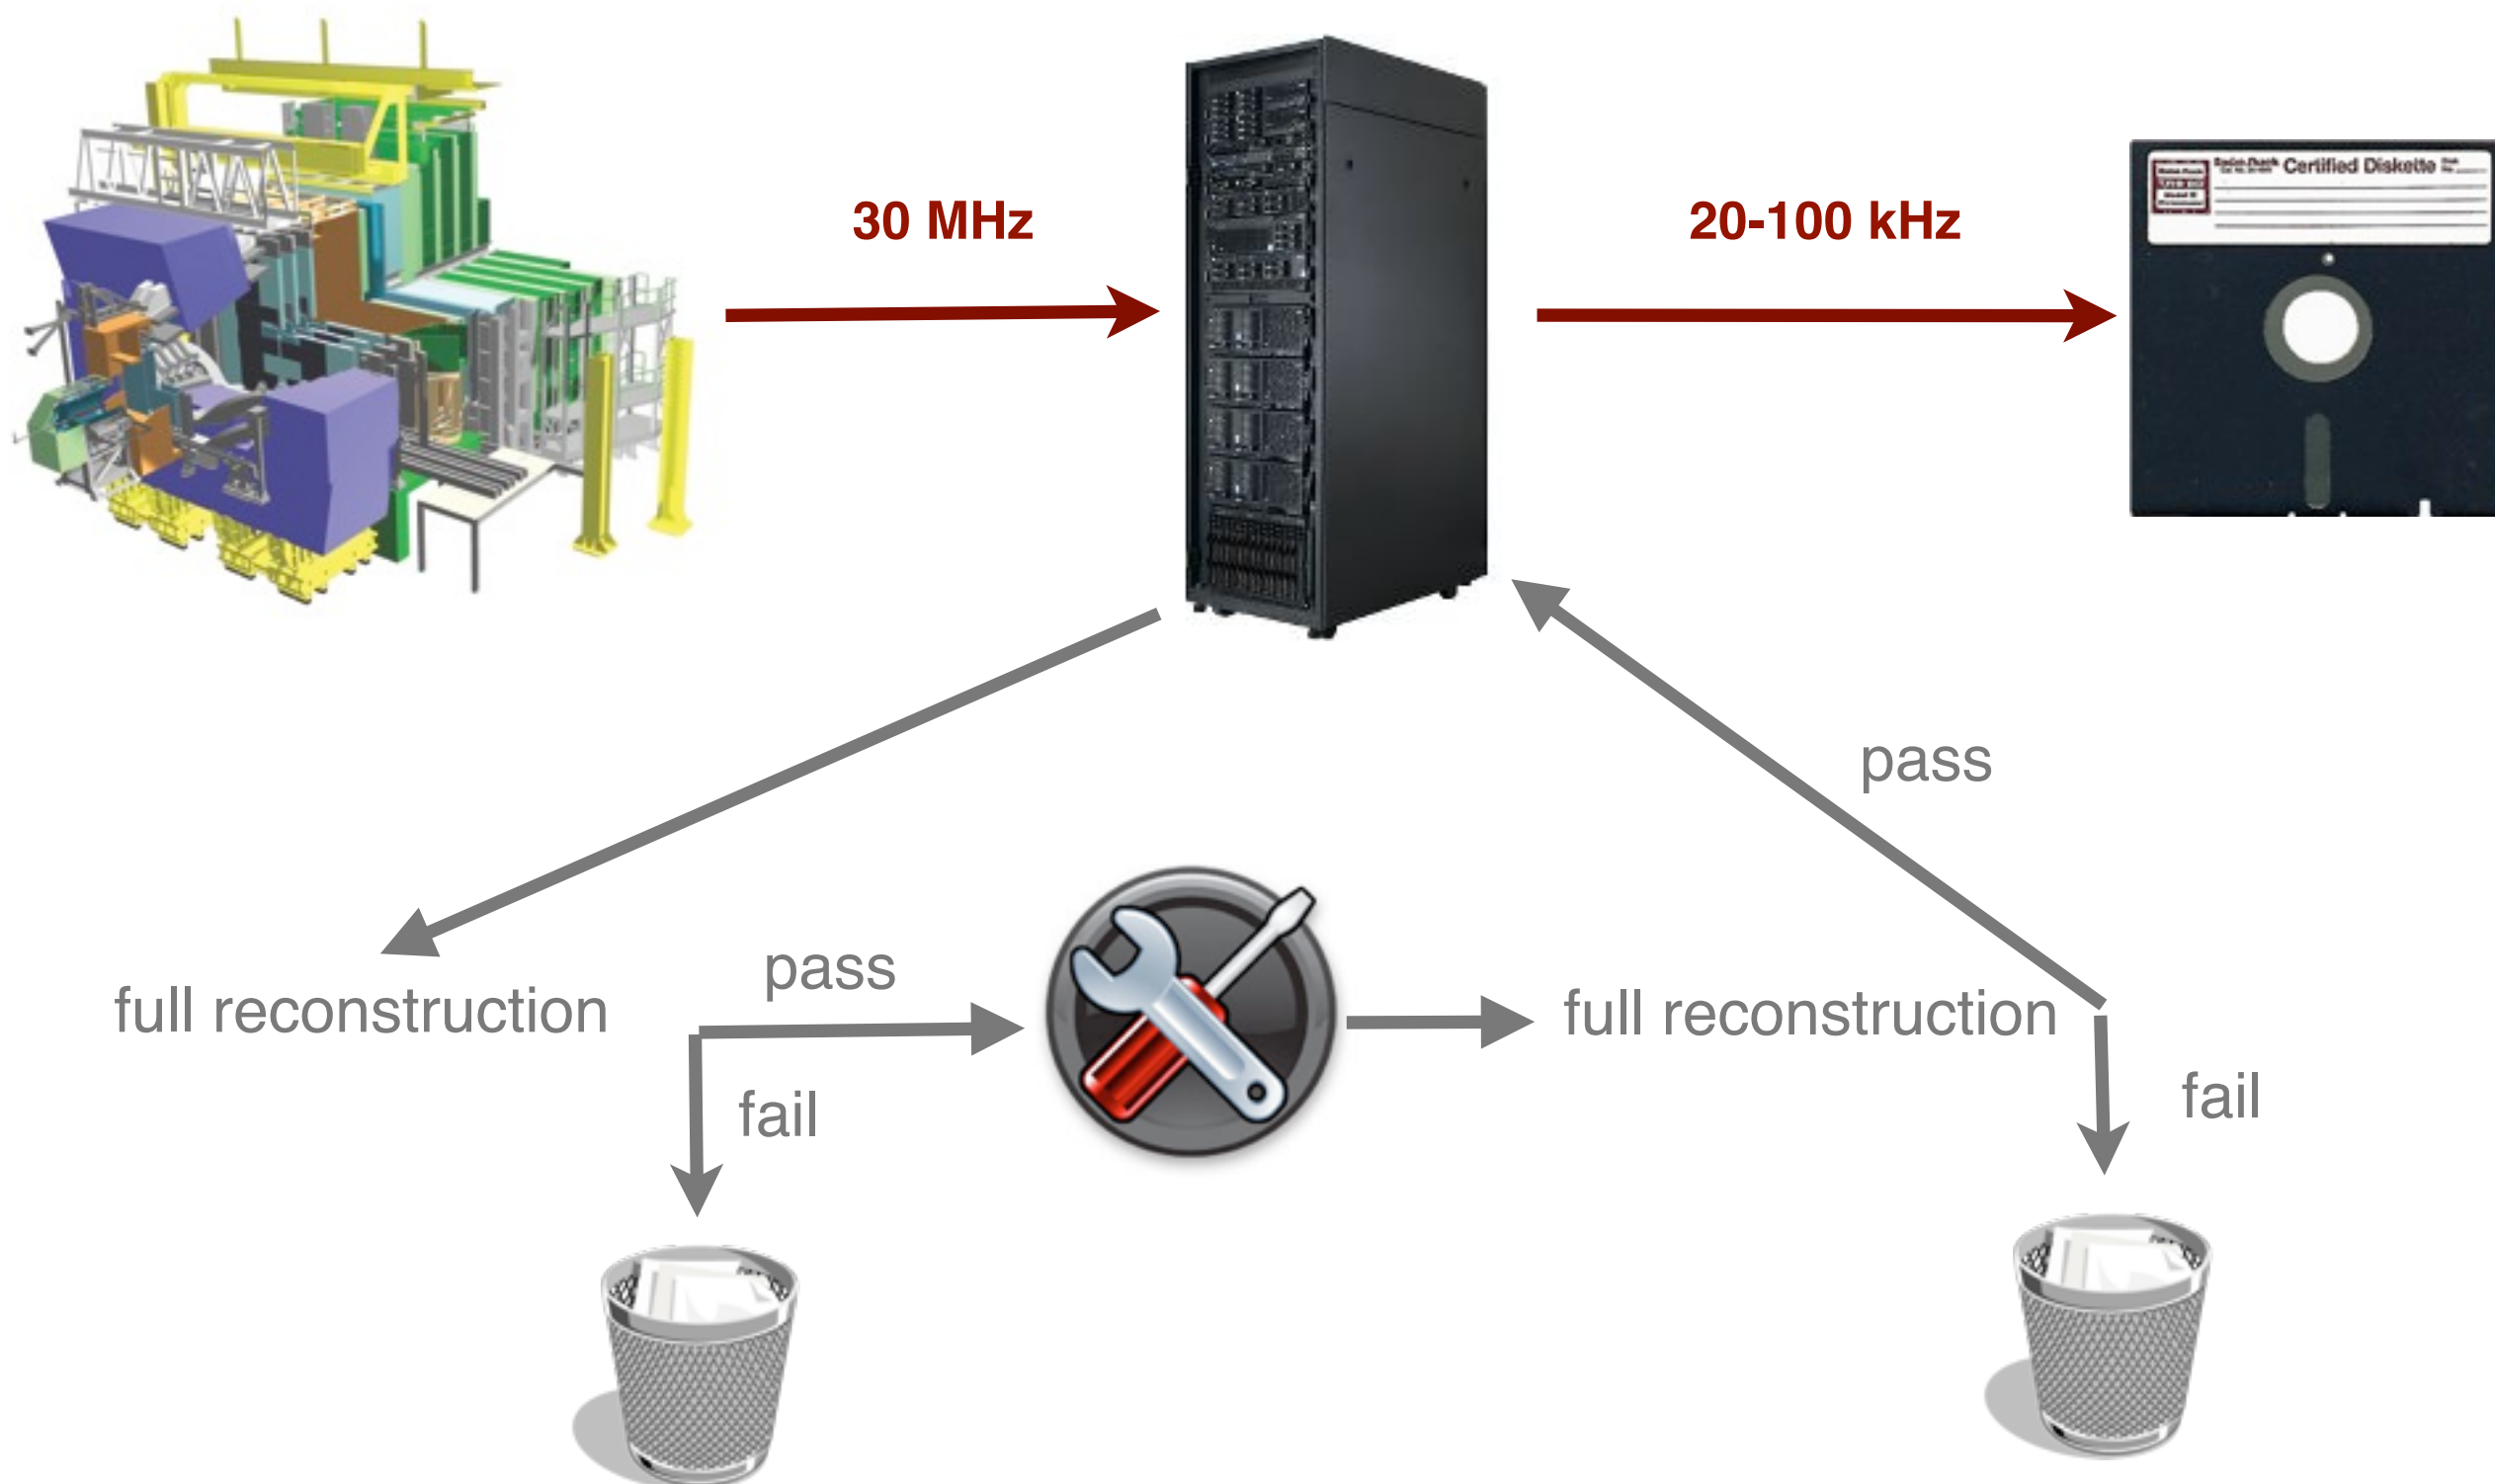 30 MHz
20-100 kHz
Certified Diskette
pass
pass
full reconstruction
full reconstruction
fail
fail